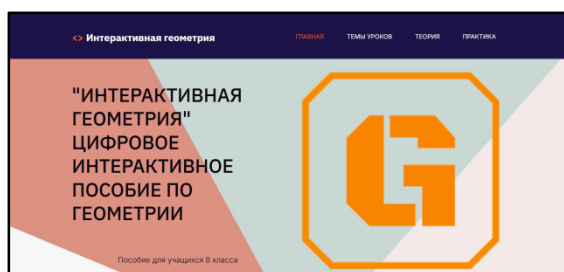 <> Интерактивная геометрия
ГЛАВНАЯ ТЕМЫ УРОКОВ ТЕОРИЯ ПРАКТИКА
"ИНТЕРАКТИВНАЯ
ГЕОМЕТРИЯ"
ЦИФРОВОЕ
ИНТЕРАКТИВНОЕ
ПОСОБИЕ ПО
ГЕОМЕТРИИ
G
Пособие для учащихся 8 класса